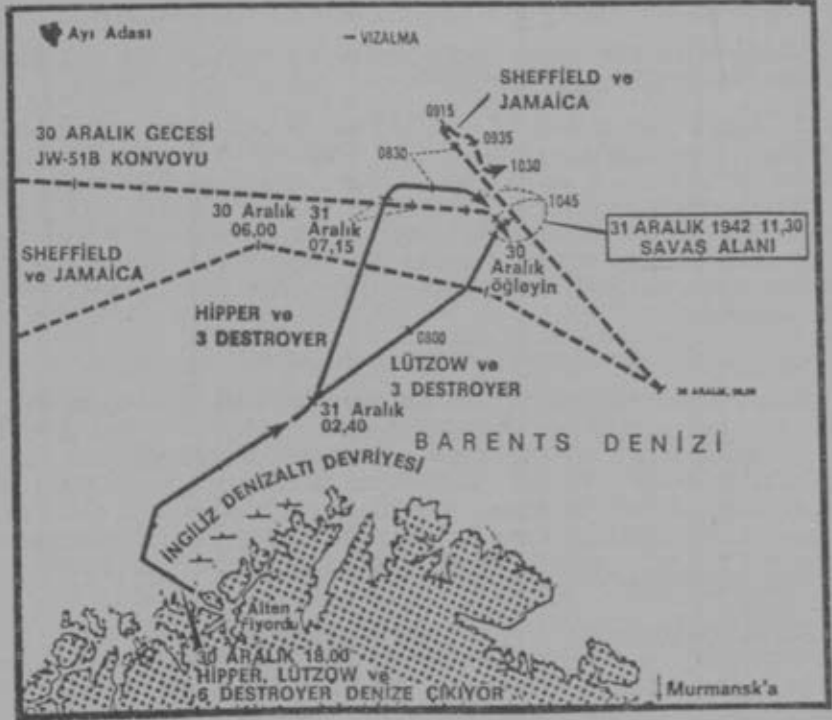 Ayı Adası
– VIZALMA
SHEFFIELD ve
JAMAICA
0915
0935
1030
30 ARALIK GECESİ
JW-51B KONVOYU
0830
30 Aralık
06,00
31
Aralık
07,15
1045
31 ARALIK 1942 11,30
SAVAŞ ALANI
SHEFFIELD
ve JAMAICA
30
Aralık
öğleyin
HİPPER ve
3 DESTROYER
0800
LÜTZOW ve
3 DESTROYER
31 Aralık
02,40
BARENTS DENİZİ
İNGİLİZ DENİZALTI DEVRİYESİ
Alten
fiyordu
30 ARALIK 18.00
HİPPER, LÜTZOW ve
6 DESTROYER DENİZE ÇIKIYOR
Murmansk'a